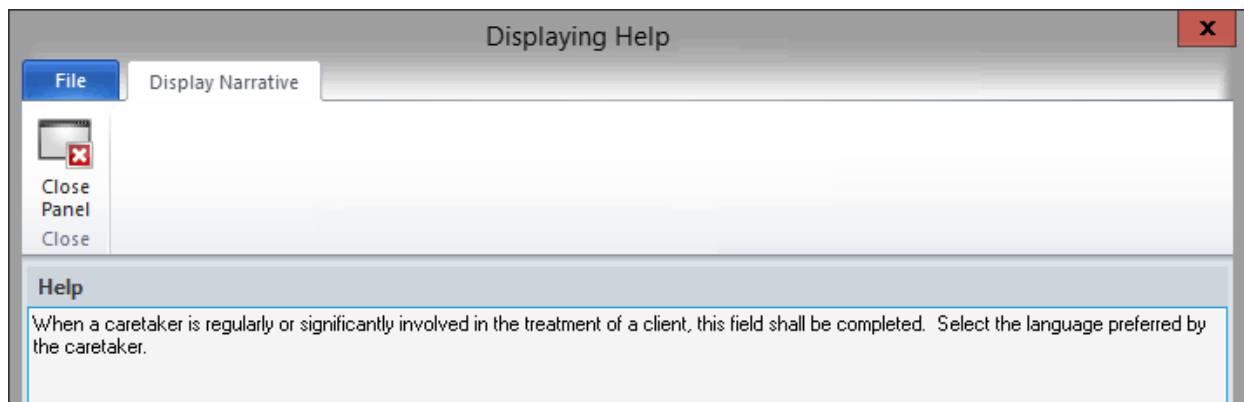 Displaying Help
x
File
Display Narrative
Close
Panel
Close
Help
When a caretaker is regularly or significantly involved in the treatment of a client, this field shall be completed.  Select the language preferred by
the caretaker.